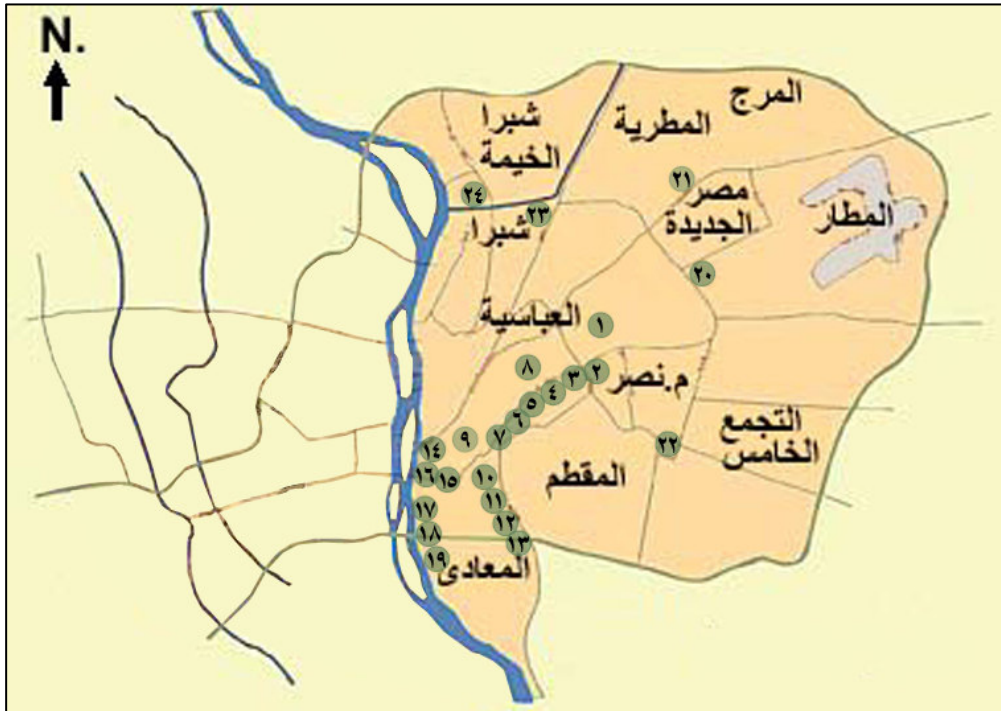 N.
المرج
شبرا
الخيمة
المطرية
٢١
مصر
الجديدة
المطار
٢٤
٢٣
شبرا
٢٠
العباسية
١
٨
٣
٢
م.نصر
٤
٥
٦
التجمع
الخامس
٧
٩
١٤
٢٢
المقطم
١٠
١٦
١٥
١١
١٧
١٢
١٨
١٣
١٩
المعادى